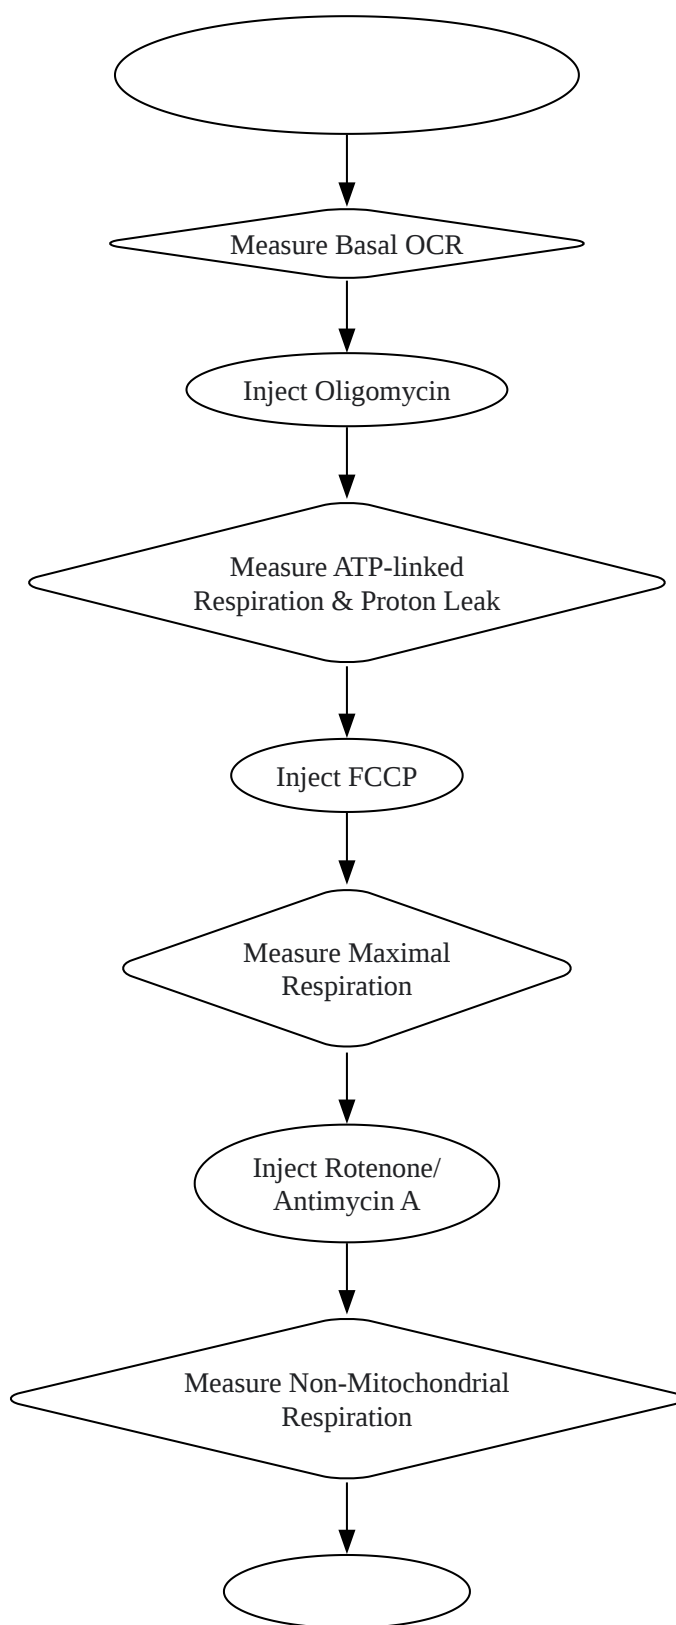 Measure Basal OCR
Inject Oligomycin
Measure ATP-linked
Respiration & Proton Leak
Inject FCCP
Measure Maximal
Respiration
Inject Rotenone/
Antimycin A
Measure Non-Mitochondrial
Respiration